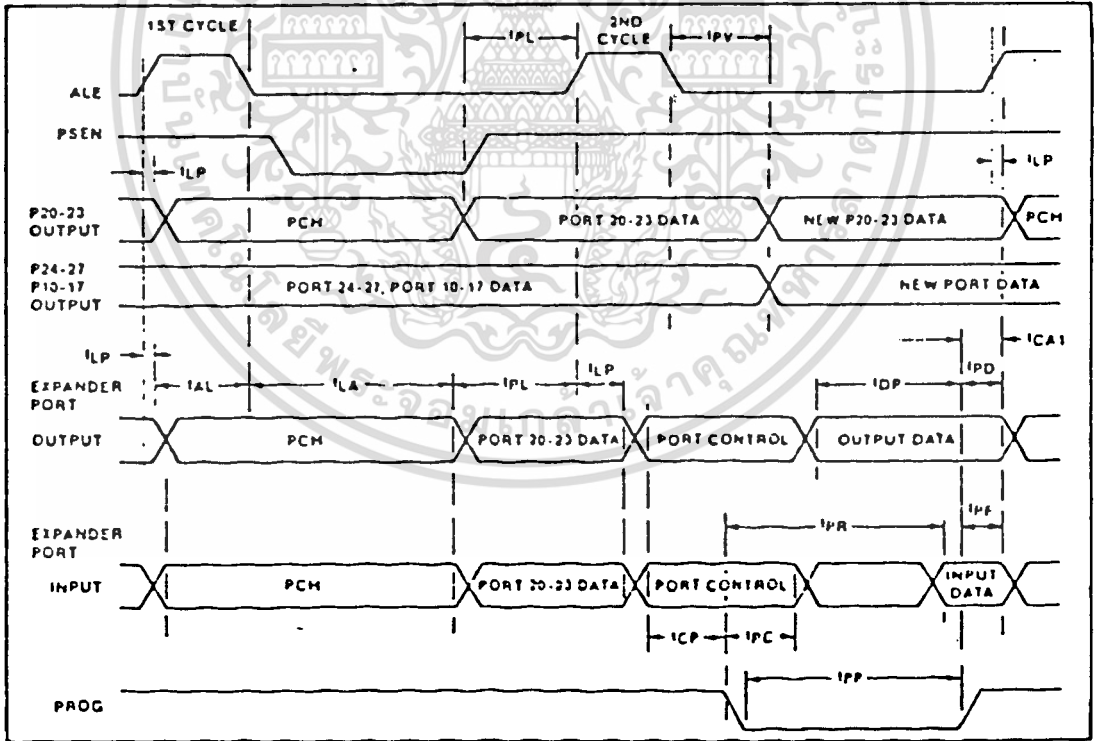 1ST CYCLE
tPL
2ND CYCLE
tPV
ALE
PSEN
tLP
tLP
P20-23 OUTPUT
PCH
PORT 20-23 DATA
NEW P20-23 DATA
PCH
P24-27
P10-17
OUTPUT
PORT 24-27, PORT 10-17 DATA
NEW PORT DATA
tLP
tCA1
EXPANDER
PORT
OUTPUT
tAL
tLA
tPL
tLP
tDP
tPD
PCH
PORT 20-23 DATA
PORT CONTROL
OUTPUT DATA
tPR
tPF
EXPANDER
PORT
INPUT
PCH
PORT 20-23 DATA
PORT CONTROL
INPUT DATA
tCP
tPC
tPP
PROG